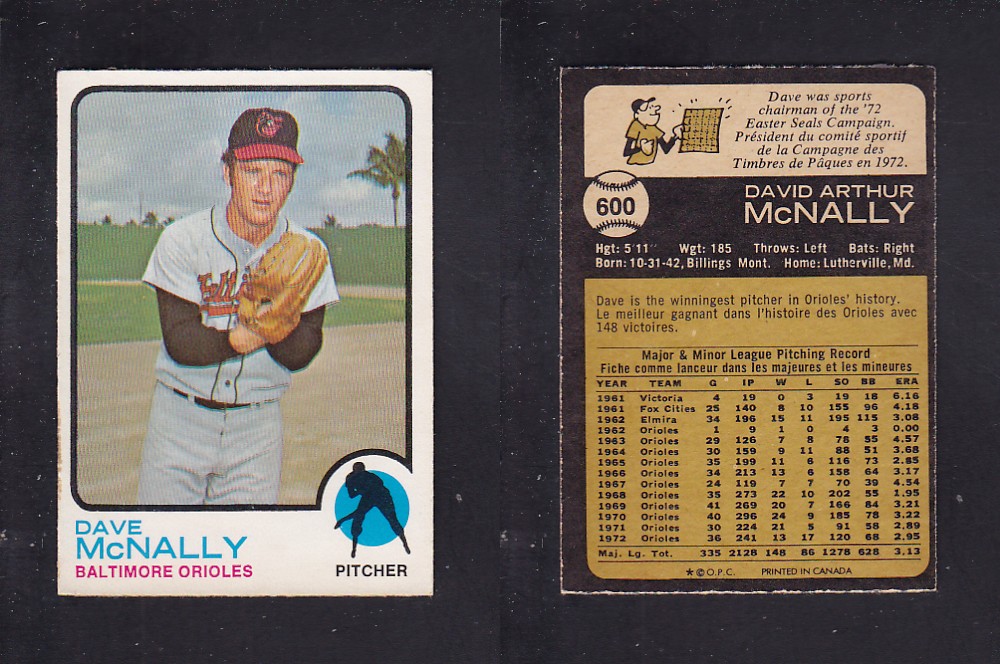 DAVE
McNALLY
BALTIMORE ORIOLES
PITCHER
Dave was sports
chairman of the '72
Easter Seals Campaign.
Président du comité sportif
de la Campagne des
Timbres de Pâques en 1972.
600
DAVID ARTHUR
McNALLY
Hgt: 5'11" Wgt: 185 Throws: Left Bats: Right
Born: 10-31-42, Billings Mont. Home: Lutherville, Md.
Dave is the winningest pitcher in Orioles' history.
Le meilleur gagnant dans l'histoire des Orioles avec
148 victoires.
Major & Minor League Pitching Record
Fiche comme lanceur dans les majeures et les mineures
YEAR TEAM G IP W L SO BB ERA
1961 Victoria 4 19 0 3 19 18 6.16
1961 Fox Cities 25 140 8 10 155 96 4.18
1962 Elmira 34 196 15 11 195 115 3.08
1962 Orioles 1 9 1 0 4 3 0.00
1963 Orioles 29 126 7 8 78 55 4.57
1964 Orioles 30 159 9 11 88 51 3.68
1965 Orioles 35 199 11 6 116 73 2.85
1966 Orioles 34 213 13 6 158 64 3.17
1967 Orioles 24 119 7 7 70 39 4.54
1968 Orioles 35 273 22 10 202 55 1.95
1969 Orioles 41 269 20 7 166 84 3.21
1970 Orioles 40 296 24 9 185 78 3.22
1971 Orioles 30 224 21 5 91 58 2.89
1972 Orioles 36 241 13 17 120 68 2.95
Maj. Lg. Tot. 335 2128 148 86 1278 628 3.13
*© O.P.C. PRINTED IN CANADA